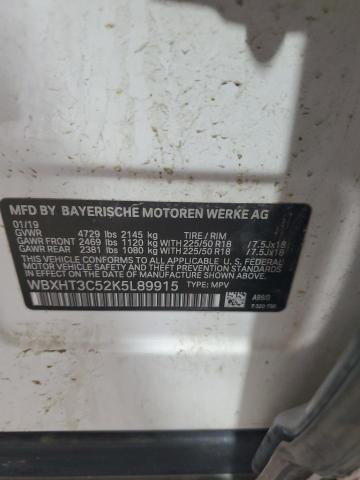 MFD BY BAYERISCHE MOTOREN WERKE AG
01/19
GVWR 4729 lbs 2145 kg TIRE / RIM
GAWR FRONT 2469 lbs 1120 kg WITH 225/50 R18 /7.5Jx18
GAWR REAR 2381 lbs 1080 kg WITH 225/50 R18 /7.5Jx18
THIS VEHICLE CONFORMS TO ALL APPLICABLE
FEDERAL MOTOR VEHICLE SAFETY, BUMPER,
AND THEFT PREVENTION STANDARDS IN EFFECT
ON THE DATE OF MANUFACTURE SHOWN ABOVE.
WBXHT3C52K5L89915 TYPE: MPV